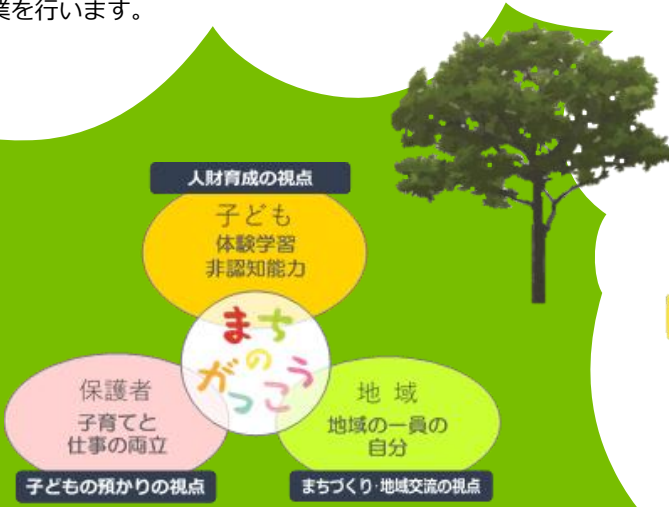 業を行います。
人財育成の視点
子ども
体験学習
非認知能力
まち
の
がっこう
保護者
子育てと
仕事の両立
子どもの預かりの視点
地 域
地域の一員の
自分
まちづくり・地域交流の視点